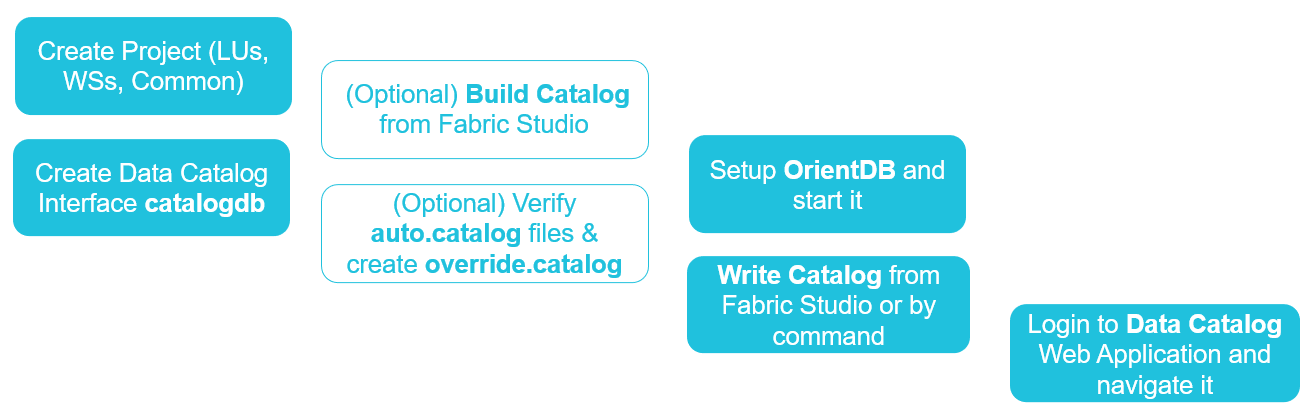 Create Project (LUs,
WSs, Common)
Create Data Catalog
Interface catalogdb
(Optional) Build Catalog
from Fabric Studio
(Optional) Verify
auto.catalog files &
create override.catalog
Setup OrientDB and
start it
Write Catalog from
Fabric Studio or by
command
Login to Data Catalog
Web Application and
navigate it